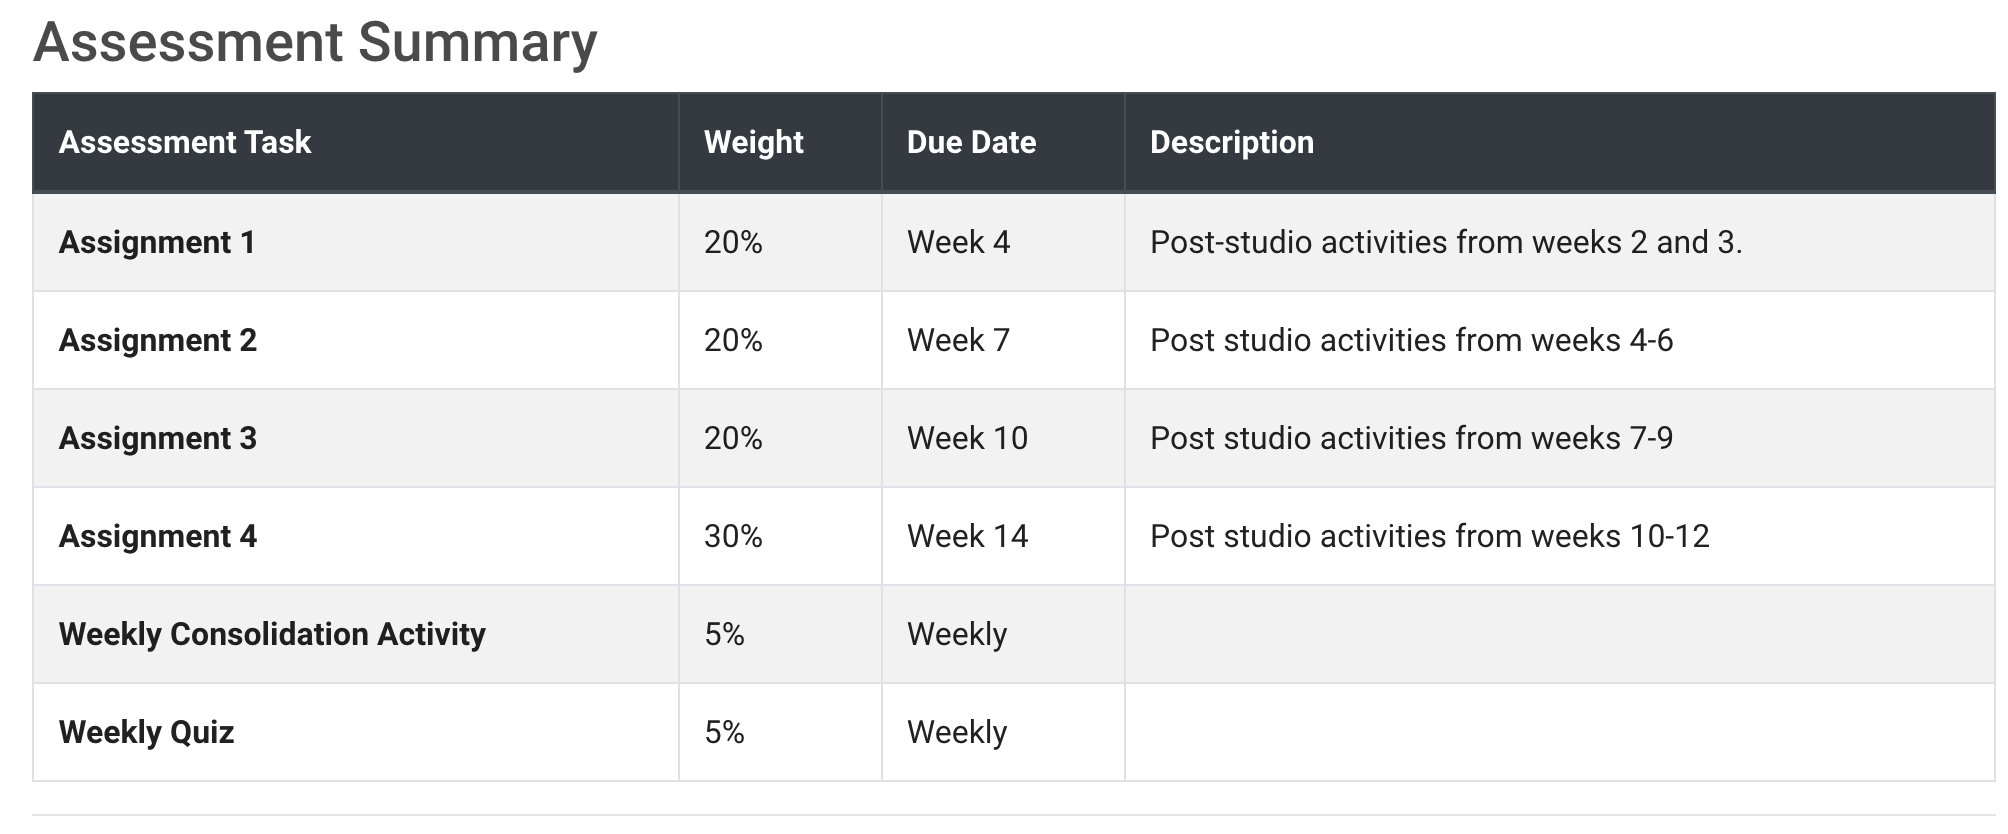 Assessment Summary
Assessment Task Weight Due Date Description
Assignment 1 20% Week 4 Post-studio activities from weeks 2 and 3.
Assignment 2 20% Week 7 Post studio activities from weeks 4-6
Assignment 3 20% Week 10 Post studio activities from weeks 7-9
Assignment 4 30% Week 14 Post studio activities from weeks 10-12
Weekly Consolidation Activity 5% Weekly
Weekly Quiz 5% Weekly